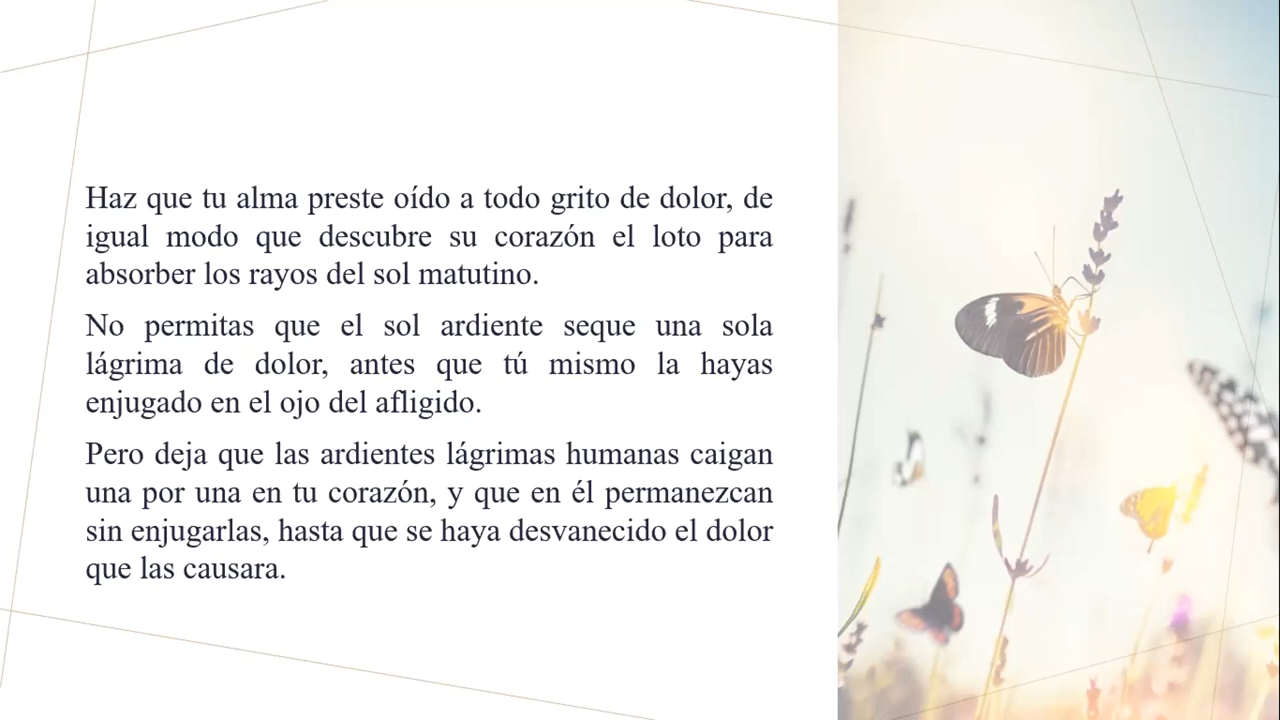 Haz que tu alma preste oído a todo grito de dolor, de
igual modo que descubre su corazón el loto para
absorber los rayos del sol matutino.
No permitas que el sol ardiente seque una sola
lágrima de dolor, antes que tú mismo la hayas
enjugado en el ojo del afligido.
Pero deja que las ardientes lágrimas humanas caigan
una por una en tu corazón, y que en él permanezcan
sin enjugarlas, hasta que se haya desvanecido el dolor
que las causara.